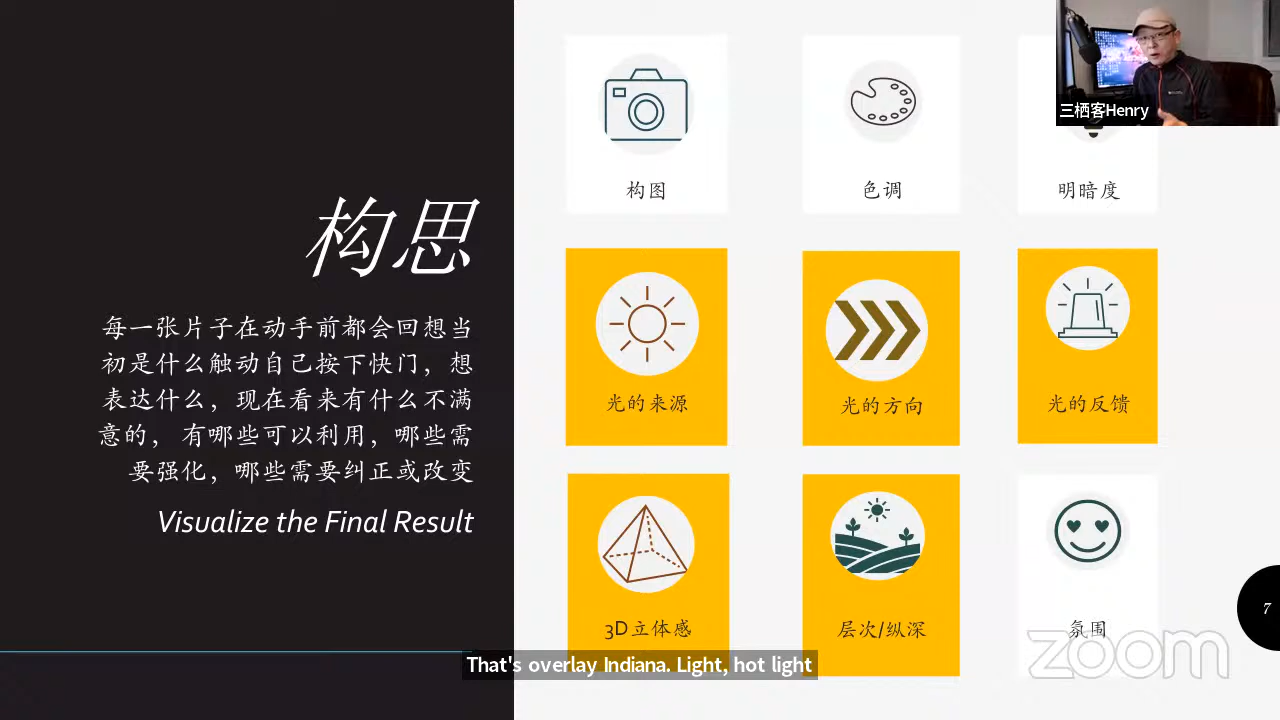 构思
每一张片子在动手前都会回想当
初是什么触动自己按下快门，想
表达什么，现在看来有什么不满
意的， 有哪些可以利用，哪些需
要强化，哪些需要纠正或改变
Visualize the Final Result
构图
色调
明暗度
光的来源
光的方向
光的反馈
3D立体感
层次/纵深
氛围
三栖客Henry
7
That's overlay Indiana. Light, hot light
zoom